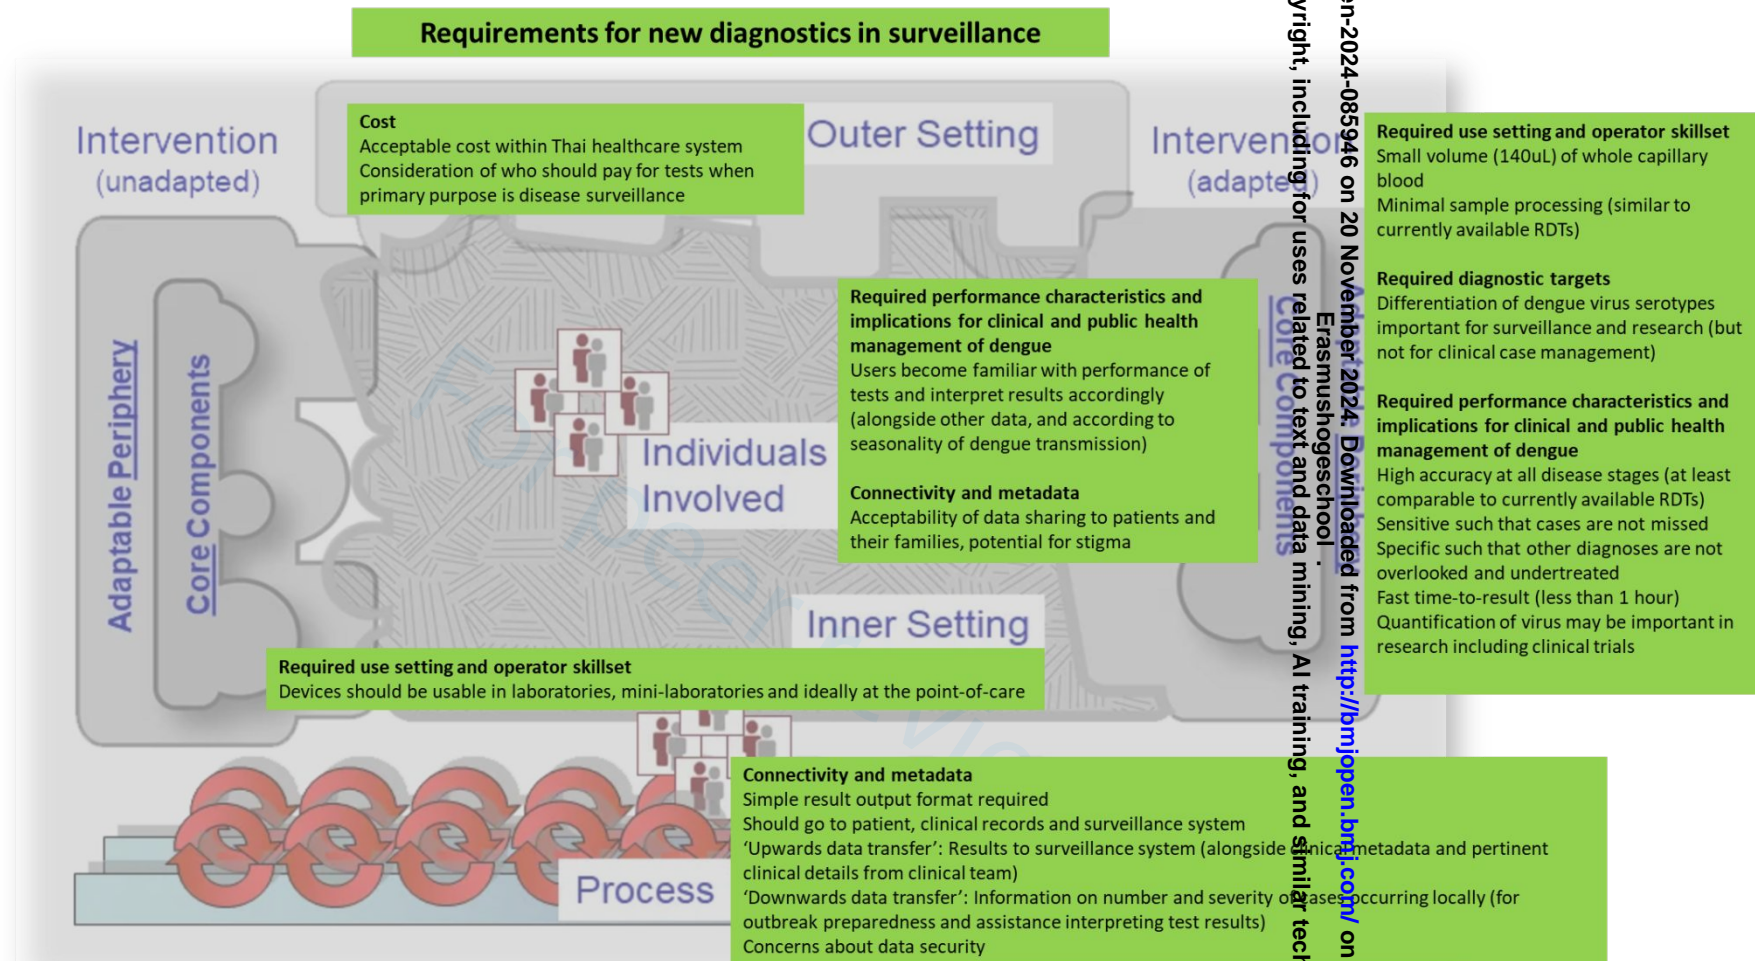 Requirements for new diagnostics in surveillance
Intervention
(unadapted)
Cost
Acceptable cost within Thai healthcare system
Consideration of who should pay for tests when
primary purpose is disease surveillance
Outer Setting
Intervention
(adapted)
Adaptable Periphery
Core Components
Individuals
Involved
Required performance characteristics and
implications for clinical and public health
management of dengue
Users become familiar with performance of
tests and interpret results accordingly
(alongside other data, and according to
seasonality of dengue transmission)
Connectivity and metadata
Acceptability of data sharing to patients and
their families, potential for stigma
Core Components
Required use setting and operator skillset
Small volume (140uL) of whole capillary
blood
Minimal sample processing (similar to
currently available RDTs)
Required diagnostic targets
Differentiation of dengue virus serotypes
important for surveillance and research (but
not for clinical case management)
Required performance characteristics and
implications for clinical and public health
management of dengue
High accuracy at all disease stages (at least
comparable to currently available RDTs)
Sensitive such that cases are not missed
Specific such that other diagnoses are not
overlooked and undertreated
Fast time-to-result (less than 1 hour)
Quantification of virus may be important in
research including clinical trials
Inner Setting
Required use setting and operator skillset
Devices should be usable in laboratories, mini-laboratories and ideally at the point-of-care
Process
Connectivity and metadata
Simple result output format required
Should go to patient, clinical records and surveillance system
‘Upwards data transfer’: Results to surveillance system (alongside clinical metadata and pertinent
clinical details from clinical team)
‘Downwards data transfer’: Information on number and severity of cases occurring locally (for
outbreak preparedness and assistance interpreting test results)
Concerns about data security
For peer revie
en-2024-085946 on 20 November 2024. Downloaded from http://bmjopen.bmj.com/ on
Erasmushogeschool .
yright, including for uses related to text and data mining, AI training, and similar tech